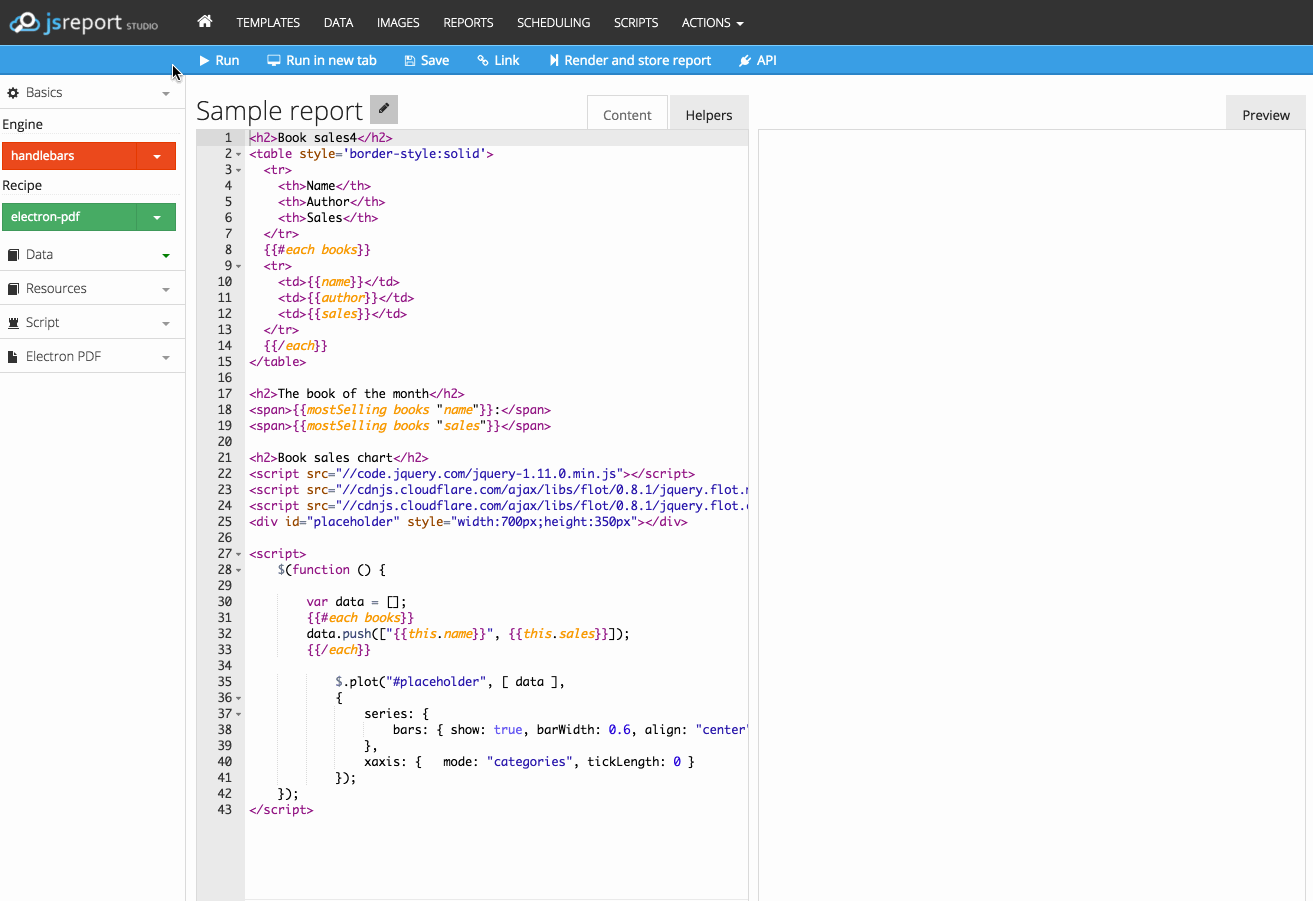 jsreport STUDIO
TEMPLATES DATA IMAGES REPORTS SCHEDULING SCRIPTS ACTIONS
Run Run in new tab Save Link Render and store report API
Basics
Engine
handlebars
Recipe
electron-pdf
Data
Resources
Script
Electron PDF
Sample report
Content Helpers
Preview
1 <h2>Book sales4</h2>
2 <table style='border-style:solid'>
3 <tr>
4 <th>Name</th>
5 <th>Author</th>
6 <th>Sales</th>
7 </tr>
8 {{#each books}}
9 <tr>
10 <td>{{name}}</td>
11 <td>{{author}}</td>
12 <td>{{sales}}</td>
13 </tr>
14 {{/each}}
15 </table>
16
17 <h2>The book of the month</h2>
18 <span>{{mostSelling books "name"}}:</span>
19 <span>{{mostSelling books "sales"}}</span>
20
21 <h2>Book sales chart</h2>
22 <script src="//code.jquery.com/jquery-1.11.0.min.js"></script>
23 <script src="//cdnjs.cloudflare.com/ajax/libs/flot/0.8.1/jquery.flot.
24 <script src="//cdnjs.cloudflare.com/ajax/libs/flot/0.8.1/jquery.flot.
25 <div id="placeholder" style="width:700px;height:350px"></div>
26
27 <script>
28 $(function () {
29
30 var data = [];
31 {{#each books}}
32 data.push(["{{this.name}}", {{this.sales}}]);
33 {{/each}}
34
35 $.plot("#placeholder", [ data ],
36 {
37 series: {
38 bars: { show: true, barWidth: 0.6, align: "center"
39 },
40 xaxis: { mode: "categories", tickLength: 0 }
41 });
42 });
43 </script>